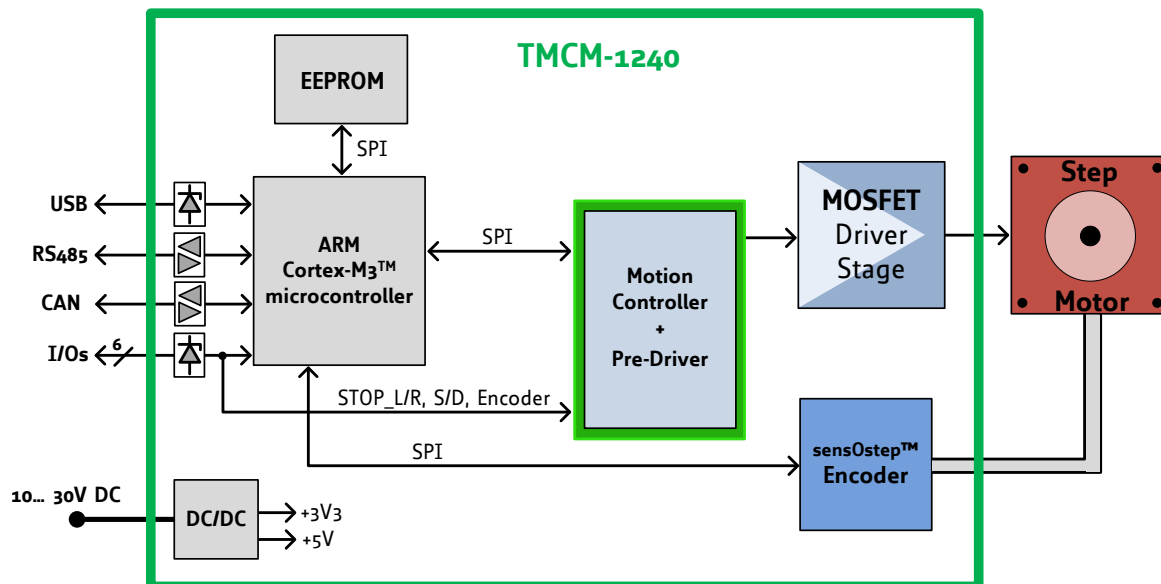 TMCM-1240
EEPROM
SPI
USB
RS485
CAN
I/Os
6
ARM
Cortex-M3™
microcontroller
SPI
Motion
Controller
+
Pre-Driver
MOSFET
Driver
Stage
Step
Motor
STOP_L/R, S/D, Encoder
SPI
sensOstep™
Encoder
10... 30V DC
DC/DC
+3V3
+5V